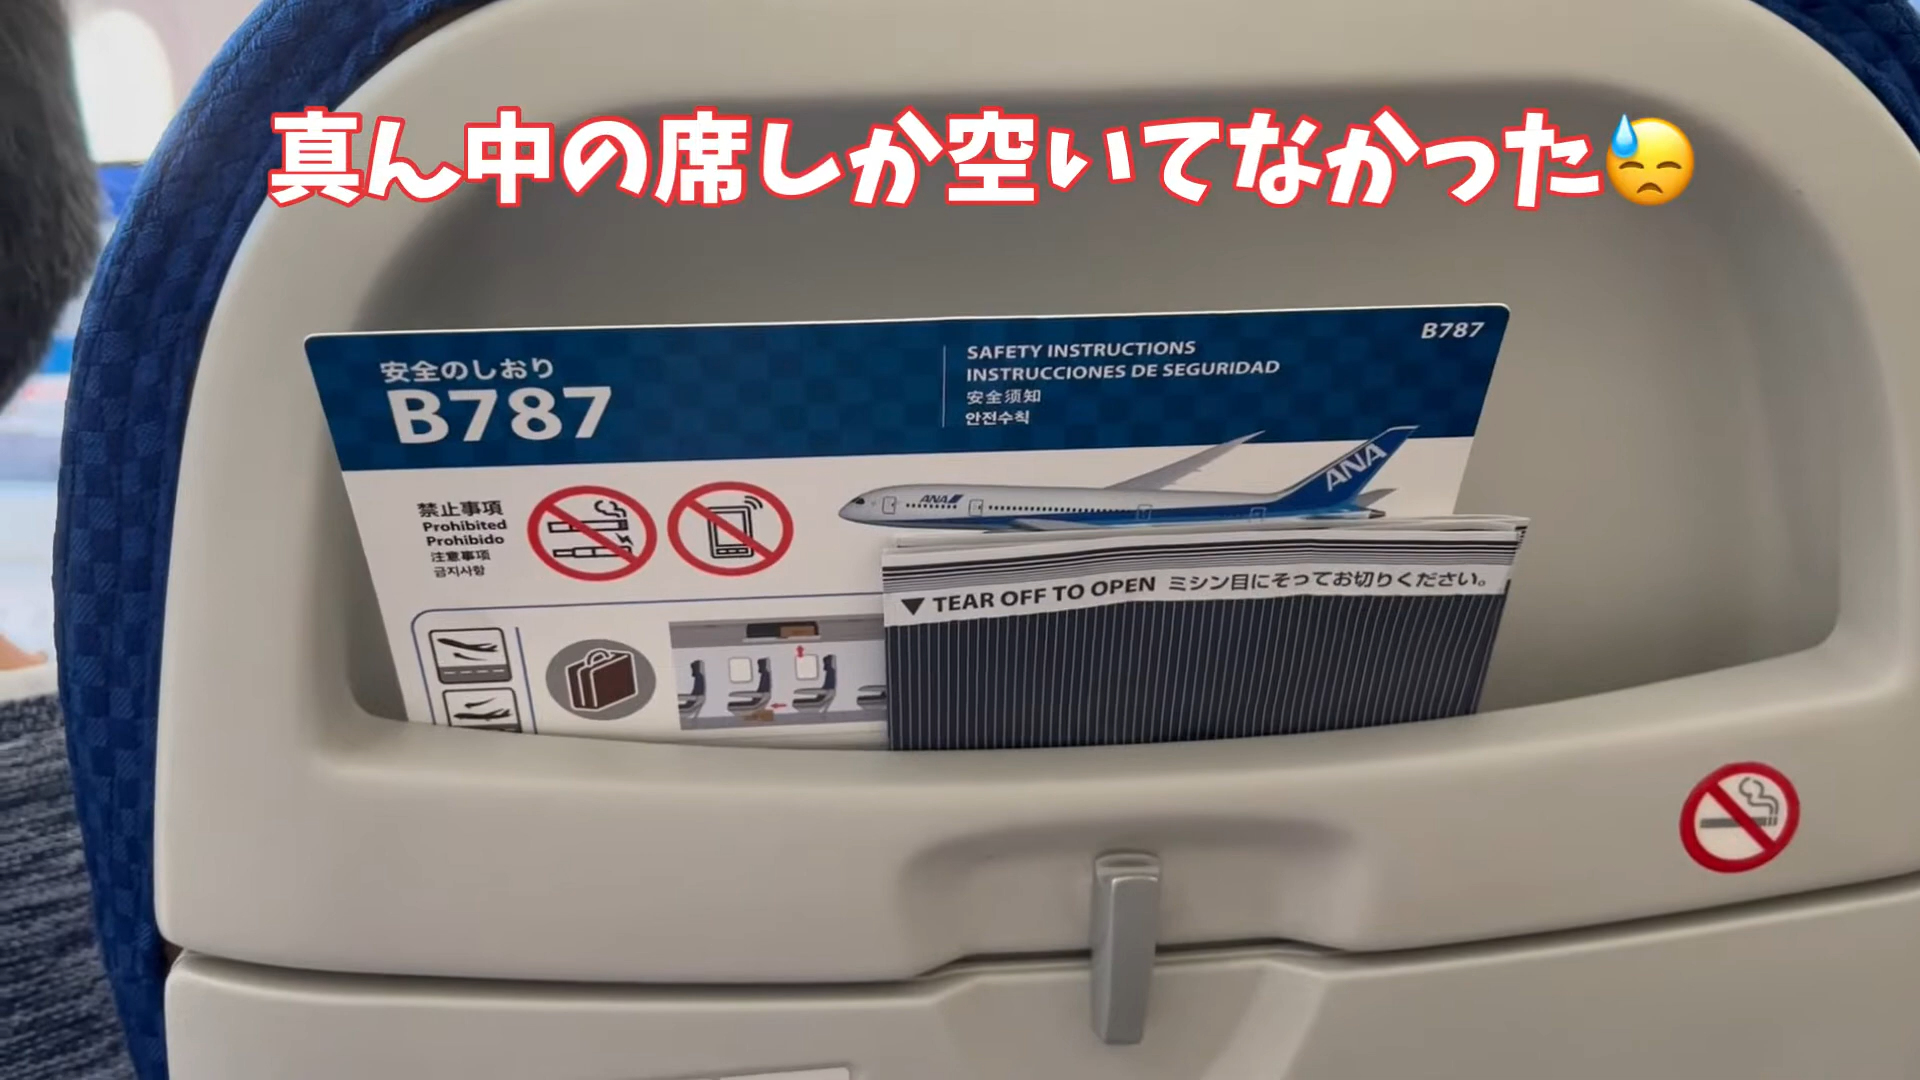 真ん中の席しか空いてなかった😓
安全のしおり
B787
SAFETY INSTRUCTIONS
INSTRUCCIONES DE SEGURIDAD
安全须知
안전수칙
B787
禁止事項
Prohibited
Prohibido
注意事项
금지사항
ANA
ANA
▼ TEAR OFF TO OPEN ミシン目にそってお切りください。